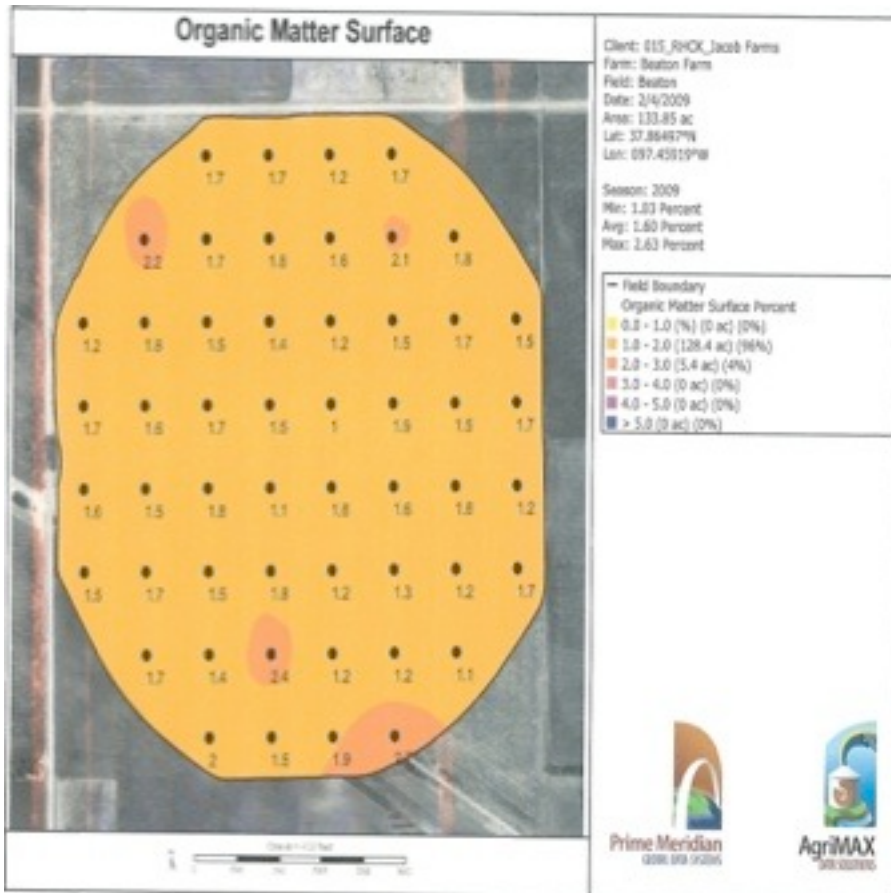 Organic Matter Surface
Client: 015_RHCK_Jacob Farms
Farm: Beaton Farm
Field: Beaton
Date: 2/4/2009
Area: 133.85 ac
Lat: 37.86497°N
Lon: 097.45919°W
Season: 2009
Min: 1.03 Percent
Avg: 1.60 Percent
Max: 2.63 Percent
Field Boundary
Organic Matter Surface Percent
0.0 - 1.0 (%) (0 ac) (0%)
1.0 - 2.0 (128.4 ac) (96%)
2.0 - 3.0 (5.4 ac) (4%)
3.0 - 4.0 (0 ac) (0%)
4.0 - 5.0 (0 ac) (0%)
> 5.0 (0 ac) (0%)
1.7 1.7 1.2 1.7
2.2 1.7 1.8 1.6 2.1 1.8
1.2 1.8 1.5 1.4 1.2 1.5 1.7 1.5
1.7 1.6 1.7 1.5 1 1.9 1.5 1.7
1.6 1.5 1.8 1.1 1.8 1.6 1.8 1.2
1.5 1.7 1.5 1.8 1.2 1.3 1.2 1.7
1.7 1.4 2.4 1.2 1.2 1.1
2 1.5 1.9
Prime Meridian
GLOBAL DATA SYSTEMS
AgriMAX
DATA SOLUTIONS